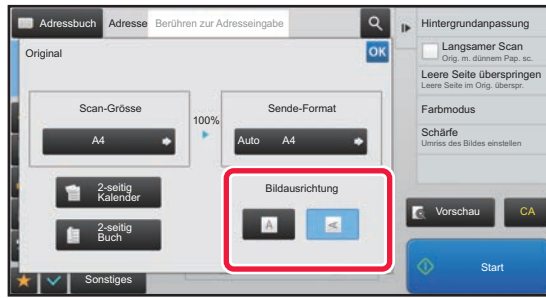 Adressbuch
Adresse
Berühren zur Adresseingabe
Original
OK
Scan-Grösse
A4
100%
Sende-Format
Auto A4
2-seitig
Kalender
2-seitig
Buch
Bildausrichtung
A
A
Sonstiges
Hintergrundanpassung
Langsamer Scan
Orig. m. dünnem Pap. sc.
Leere Seite überspringen
Leere Seite im Orig. überspr.
Farbmodus
Schärfe
Umriss des Bildes einstellen
Vorschau
CA
Start